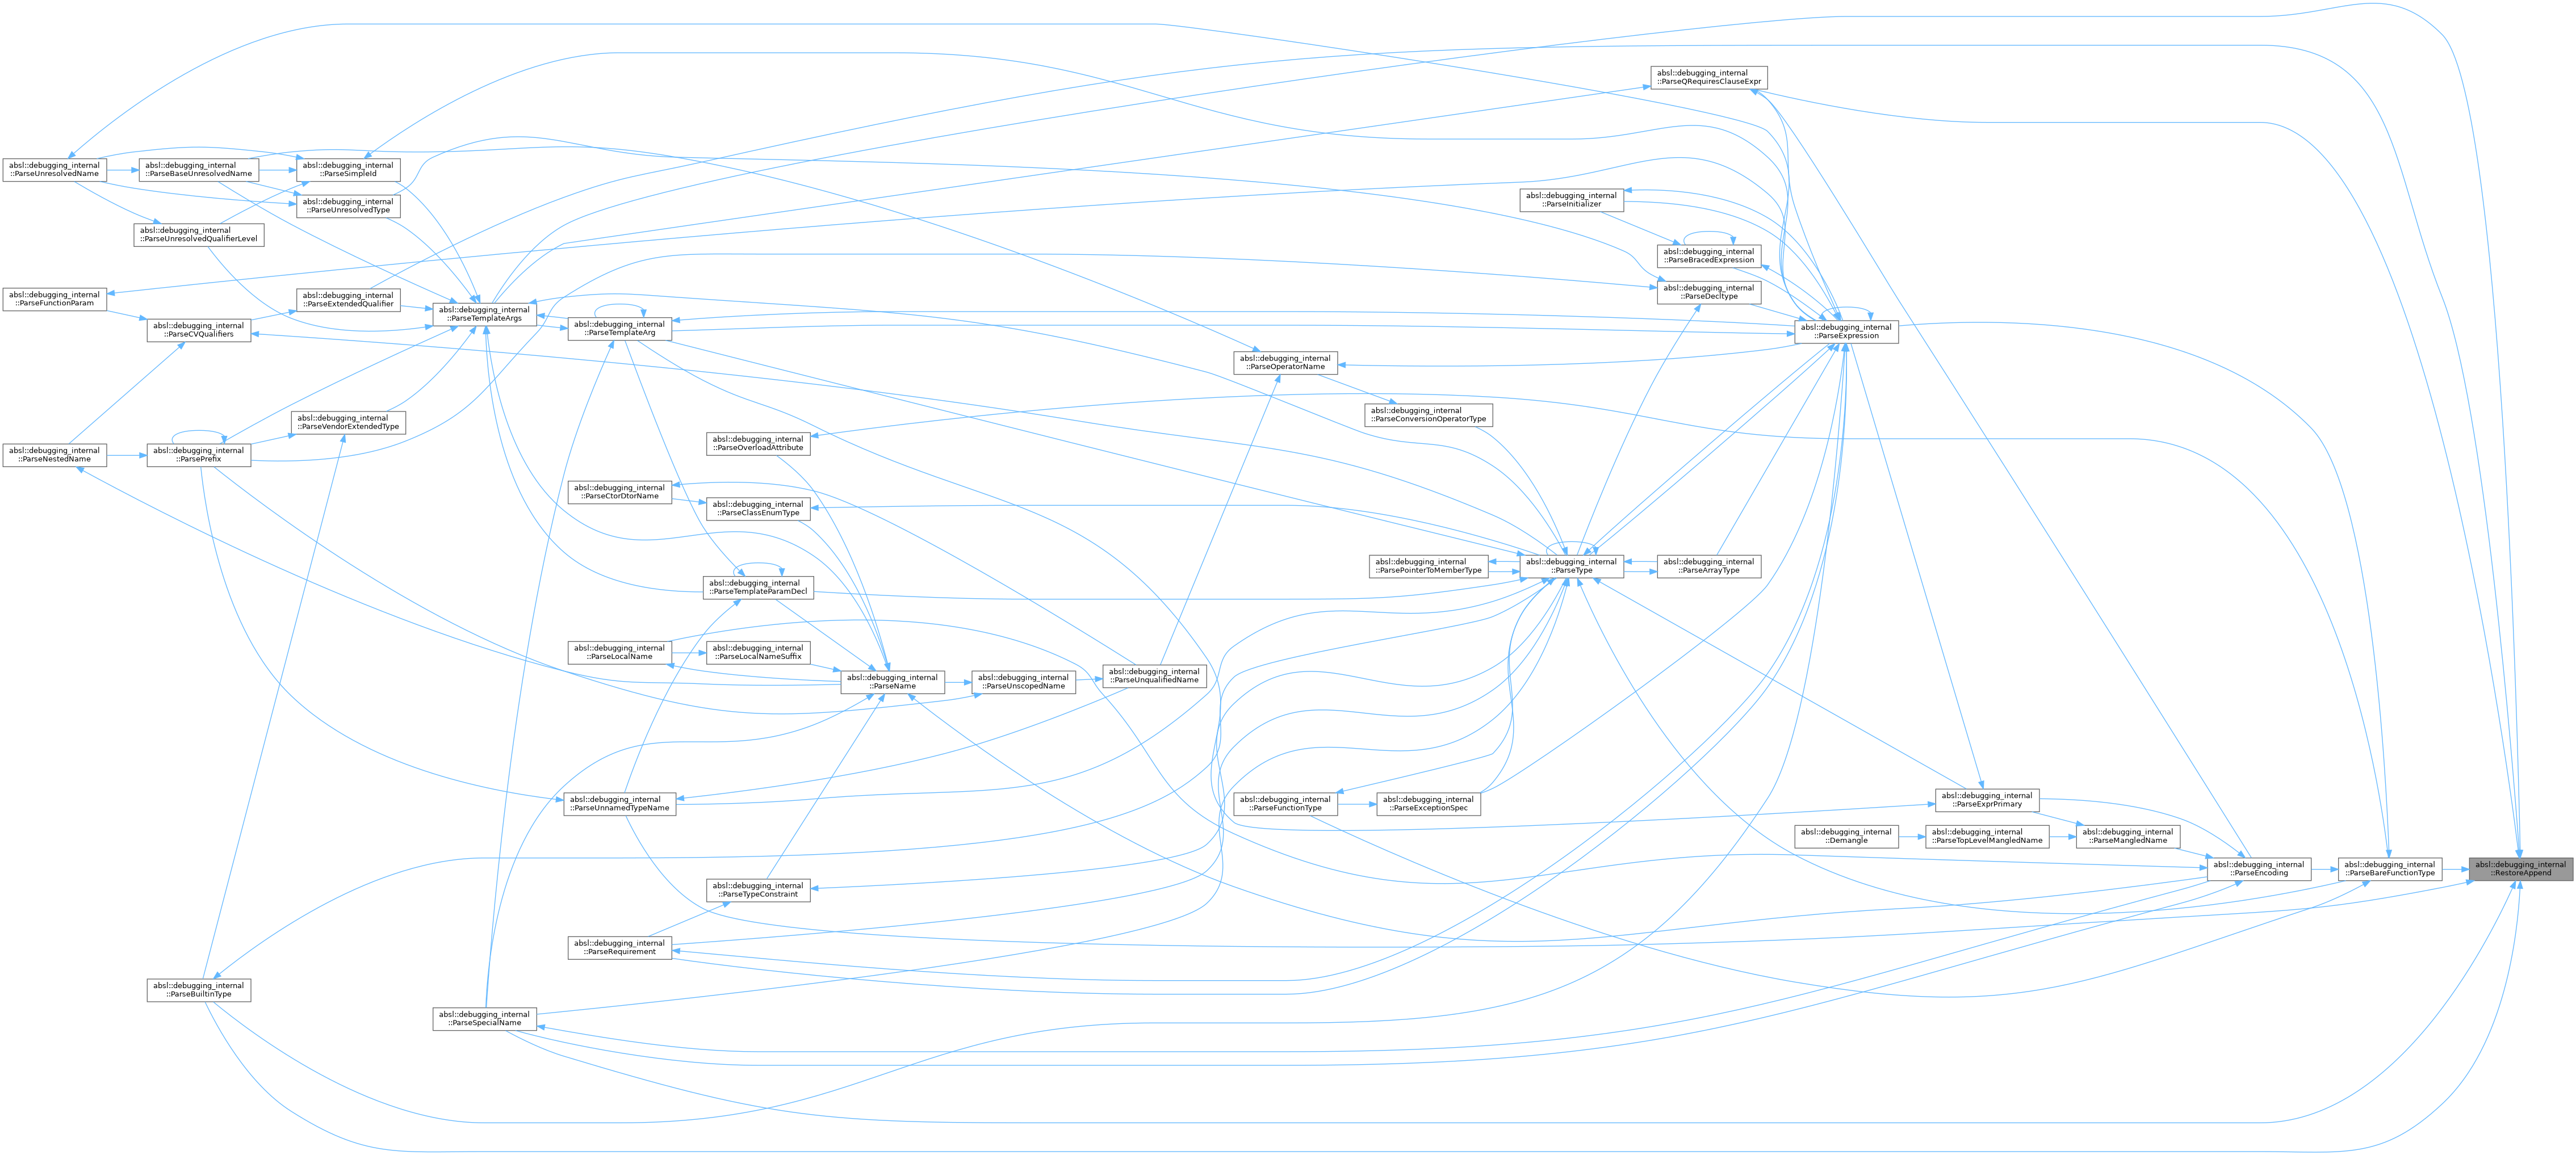 absl::debugging_internal
::ParseQRequiresClauseExpr
absl::debugging_internal
::ParseUnresolvedName
absl::debugging_internal
::ParseBaseUnresolvedName
absl::debugging_internal
::ParseSimpleId
absl::debugging_internal
::ParseUnresolvedType
absl::debugging_internal
::ParseInitializer
absl::debugging_internal
::ParseUnresolvedQualifierLevel
absl::debugging_internal
::ParseBracedExpression
absl::debugging_internal
::ParseDecltype
absl::debugging_internal
::ParseFunctionParam
absl::debugging_internal
::ParseExtendedQualifier
absl::debugging_internal
::ParseTemplateArgs
absl::debugging_internal
::ParseCVQualifiers
absl::debugging_internal
::ParseTemplateArg
absl::debugging_internal
::ParseExpression
absl::debugging_internal
::ParseOperatorName
absl::debugging_internal
::ParseConversionOperatorType
absl::debugging_internal
::ParseVendorExtendedType
absl::debugging_internal
::ParseOverloadAttribute
absl::debugging_internal
::ParseNestedName
absl::debugging_internal
::ParsePrefix
absl::debugging_internal
::ParseCtorDtorName
absl::debugging_internal
::ParseClassEnumType
absl::debugging_internal
::ParsePointerToMemberType
absl::debugging_internal
::ParseType
absl::debugging_internal
::ParseArrayType
absl::debugging_internal
::ParseTemplateParamDecl
absl::debugging_internal
::ParseLocalName
absl::debugging_internal
::ParseLocalNameSuffix
absl::debugging_internal
::ParseName
absl::debugging_internal
::ParseUnscopedName
absl::debugging_internal
::ParseUnqualifiedName
absl::debugging_internal
::ParseUnnamedTypeName
absl::debugging_internal
::ParseFunctionType
absl::debugging_internal
::ParseExceptionSpec
absl::debugging_internal
::ParseExprPrimary
absl::debugging_internal
::Demangle
absl::debugging_internal
::ParseTopLevelMangledName
absl::debugging_internal
::ParseMangledName
absl::debugging_internal
::ParseEncoding
absl::debugging_internal
::ParseBareFunctionType
absl::debugging_internal
::RestoreAppend
absl::debugging_internal
::ParseTypeConstraint
absl::debugging_internal
::ParseRequirement
absl::debugging_internal
::ParseBuiltinType
absl::debugging_internal
::ParseSpecialName